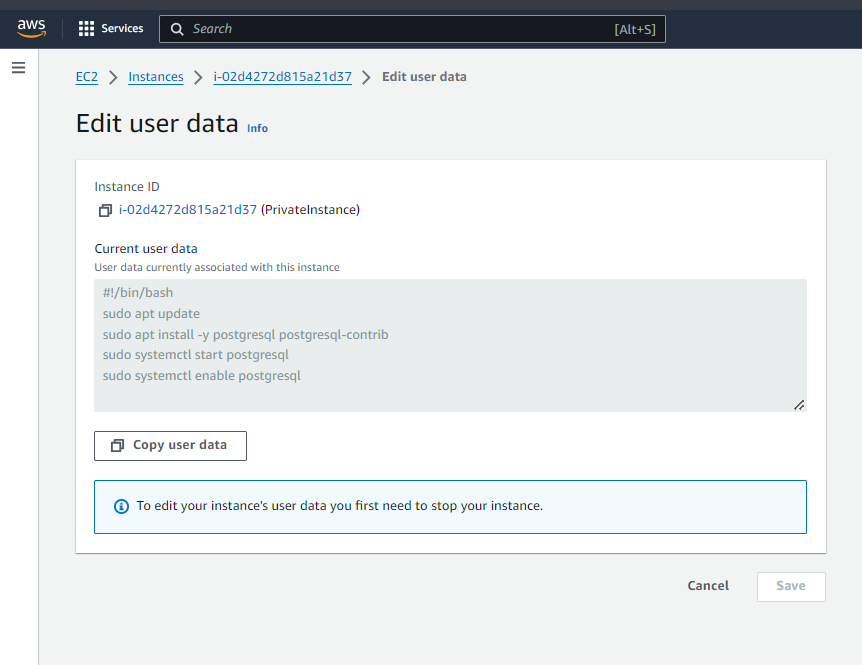 aws
Services
Search
[Alt+S]
EC2 > Instances > i-02d4272d815a21d37 > Edit user data
Edit user data Info
Instance ID
i-02d4272d815a21d37 (PrivateInstance)
Current user data
User data currently associated with this instance
#!/bin/bash
sudo apt update
sudo apt install -y postgresql postgresql-contrib
sudo systemctl start postgresql
sudo systemctl enable postgresql
Copy user data
To edit your instance's user data you first need to stop your instance.
Cancel
Save